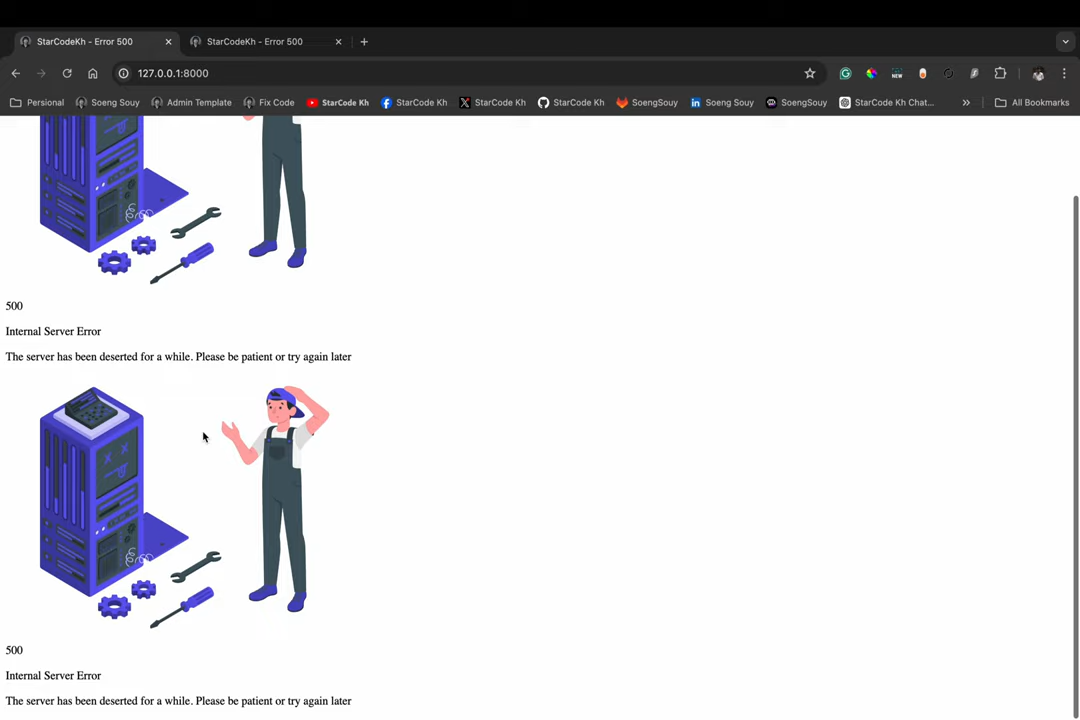 StarCodeKh - Error 500
StarCodeKh - Error 500
127.0.0.1:8000
Persional
Soeng Souy
Admin Template
Fix Code
StarCode Kh
StarCode Kh
StarCode Kh
StarCode Kh
SoengSouy
Soeng Souy
SoengSouy
StarCode Kh Chat...
All Bookmarks
500
Internal Server Error
The server has been deserted for a while. Please be patient or try again later
500
Internal Server Error
The server has been deserted for a while. Please be patient or try again later